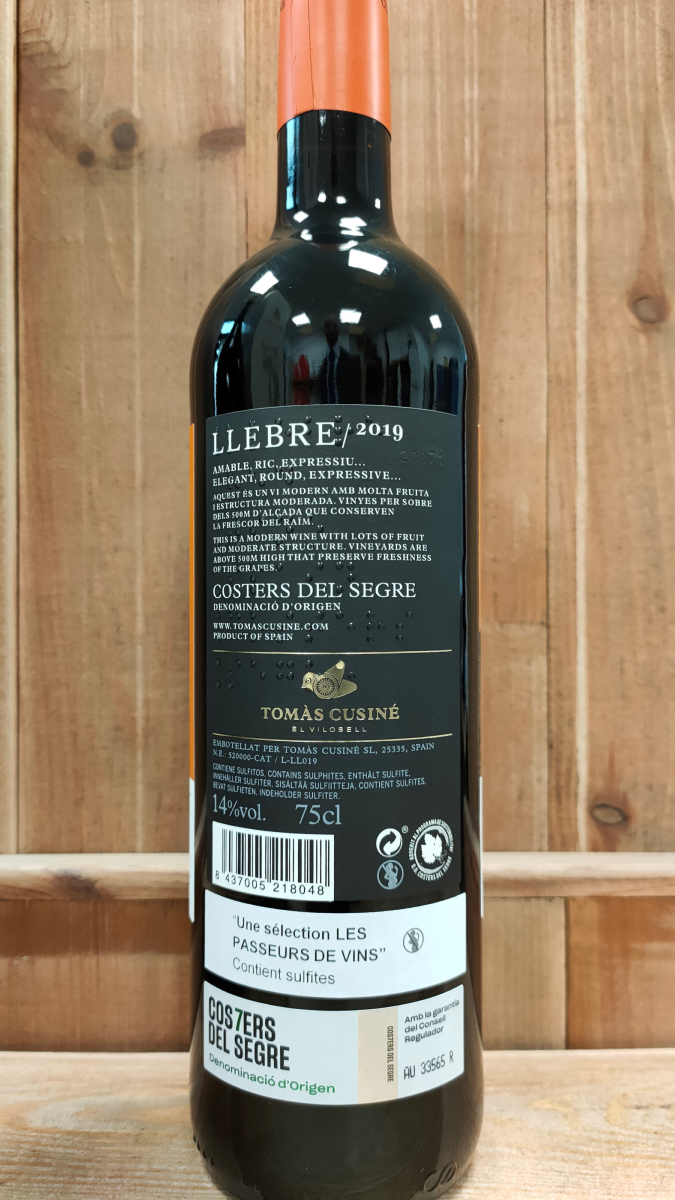 LLEBRE/2019
AMABLE, RIC, EXPRESSIU...
ELEGANT, ROUND, EXPRESSIVE...
AQUEST ÉS UN VI MODERN AMB MOLTA FRUITA
I ESTRUCTURA MODERADA. VINYES PER SOBRE
DELS 500M D'ALÇADA QUE CONSERVEN
LA FRESCOR DEL RAÏM.
THIS IS A MODERN WINE WITH LOTS OF FRUIT
AND MODERATE STRUCTURE. VINEYARDS ARE
ABOVE 500M HIGH THAT PRESERVE FRESHNESS
OF THE GRAPES.
COSTERS DEL SEGRE
DENOMINACIÓ D'ORIGEN
WWW.TOMASCUSINE.COM
PRODUCT OF SPAIN
TOMÀS CUSINÉ
EL VILOSELL
EMBOTELLAT PER TOMÀS CUSINÉ SL, 25335, SPAIN
N.E.: 520000-CAT / L-LL019
CONTIENE SULFITOS, CONTAINS SULPHITES, ENTHÄLT SULFITE,
INNEHÅLLER SULFITER, SISÄLTÄÄ SULFIITTEJA, CONTIENT SULFITES,
BEVAT SULFIETEN, INDEHOLDER SULFITER.
14%vol. 75cl
8 437005 218048
"Une sélection LES
PASSEURS DE VINS"
Contient sulfites
COS7ERS
DEL SEGRE
Denominació d'Origen
COSTERS DEL SEGRE
Amb la garantia
del Consell
Regulador
AU 33565 R